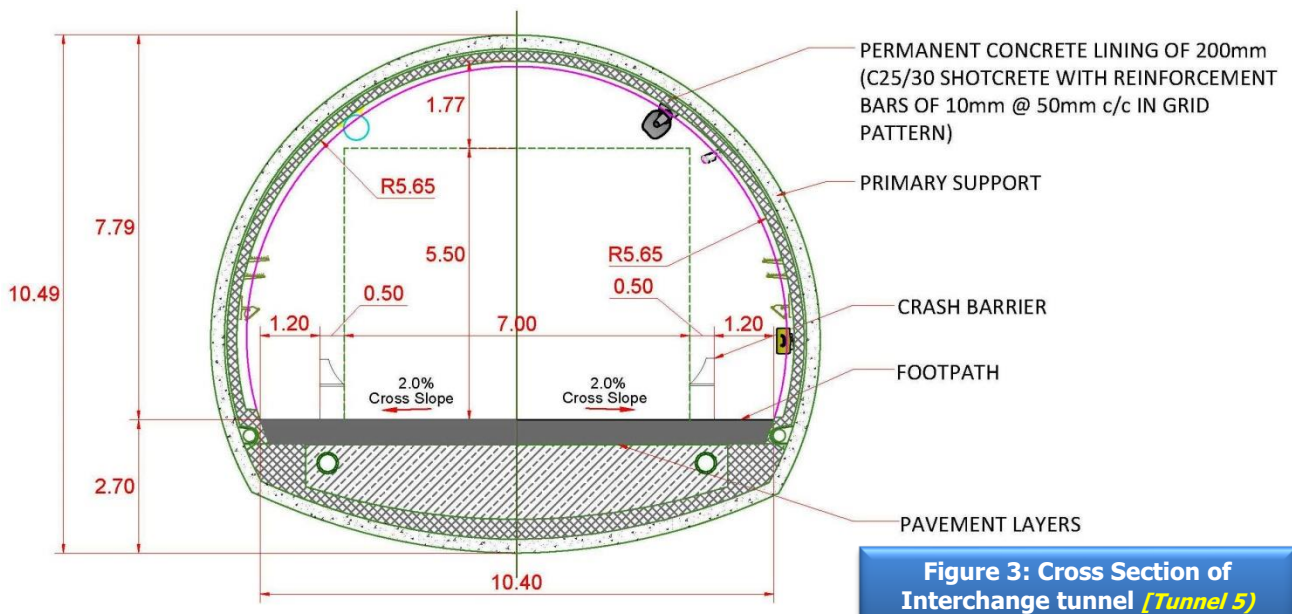 PERMANENT CONCRETE LINING OF 200mm
(C25/30 SHOTCRETE WITH REINFORCEMENT
BARS OF 10mm @ 50mm c/c IN GRID
PATTERN)
1.77
PRIMARY SUPPORT
R5.65
7.79
5.50
R5.65
10.49
0.50
0.50
CRASH BARRIER
1.20
7.00
1.20
FOOTPATH
2.0%
Cross Slope
2.0%
Cross Slope
2.70
PAVEMENT LAYERS
10.40
Figure 3: Cross Section of
Interchange tunnel [Tunnel 5)